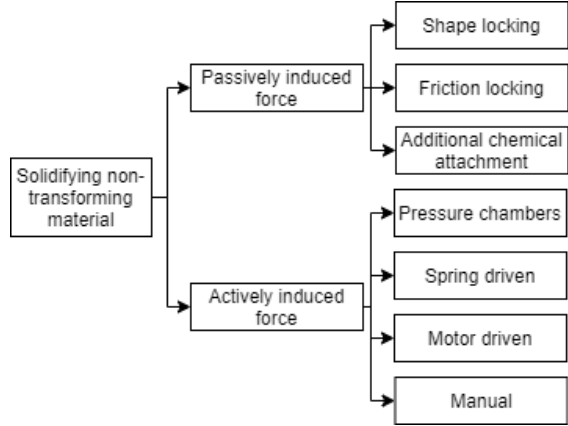 Shape locking
Passively induced
force
Friction locking
Additional chemical
attachment
Solidifying non-
transforming
material
Pressure chambers
Spring driven
Actively induced
force
Motor driven
Manual